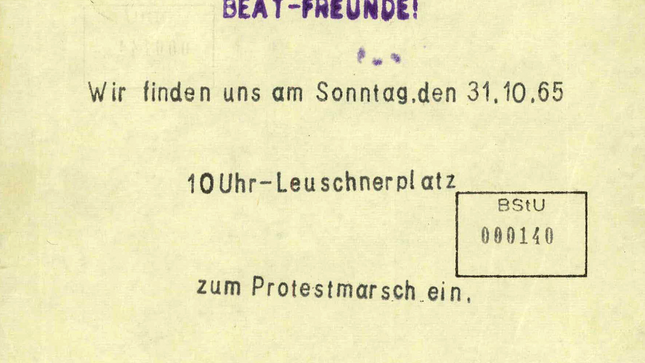 BEAT-FREUNDE!
Wir finden uns am Sonntag,den 31.10.65
10Uhr-Leuschnerplatz
BStU
000140
zum Protestmarsch ein.